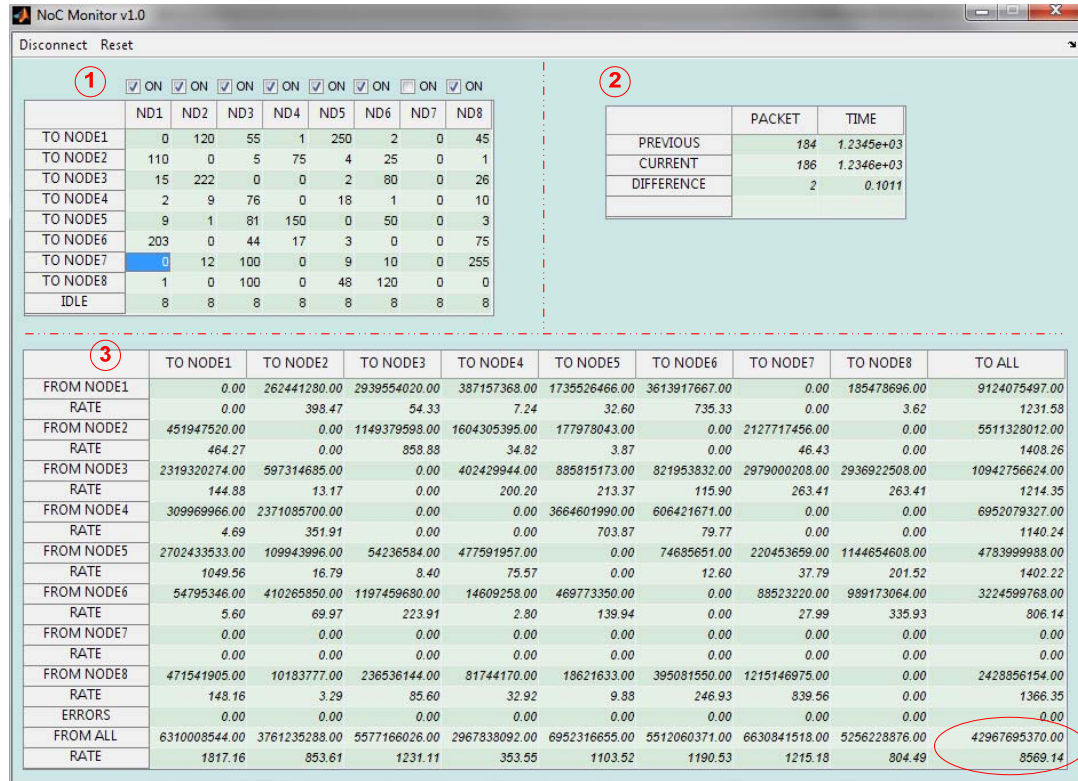 NoC Monitor v1.0
Disconnect Reset
1
ON ON ON ON ON ON ON ON
ND1 ND2 ND3 ND4 ND5 ND6 ND7 ND8
TO NODE1 0 120 55 1 250 2 0 45
TO NODE2 110 0 5 75 4 25 0 1
TO NODE3 15 222 0 0 2 80 0 26
TO NODE4 2 9 76 0 18 1 0 10
TO NODE5 9 1 81 150 0 50 0 3
TO NODE6 203 0 44 17 3 0 0 75
TO NODE7 0 12 100 0 9 10 0 255
TO NODE8 1 0 100 0 48 120 0 0
IDLE 8 8 8 8 8 8 8 8
2
PACKET TIME
PREVIOUS 184 1.2345e+03
CURRENT 186 1.2346e+03
DIFFERENCE 2 0.1011
3
TO NODE1 TO NODE2 TO NODE3 TO NODE4 TO NODE5 TO NODE6 TO NODE7 TO NODE8 TO ALL
FROM NODE1 0.00 262441280.00 2939554020.00 387157368.00 1735526466.00 3613917667.00 0.00 185478696.00 9124075497.00
RATE 0.00 398.47 54.33 7.24 32.60 735.33 0.00 3.62 1231.58
FROM NODE2 451947520.00 0.00 1149379598.00 1604305395.00 177978043.00 0.00 2127717456.00 0.00 5511328012.00
RATE 464.27 0.00 858.88 34.82 3.87 0.00 46.43 0.00 1408.26
FROM NODE3 2319320274.00 597314685.00 0.00 402429944.00 885815173.00 821953832.00 2979000208.00 2936922508.00 10942756624.00
RATE 144.88 13.17 0.00 200.20 213.37 115.90 263.41 263.41 1214.35
FROM NODE4 309969966.00 2371085700.00 0.00 0.00 3664601990.00 606421671.00 0.00 0.00 6952079327.00
RATE 4.69 351.91 0.00 0.00 703.87 79.77 0.00 0.00 1140.24
FROM NODE5 2702433533.00 109943996.00 54236584.00 477591957.00 0.00 74685651.00 220453659.00 1144654608.00 4783999988.00
RATE 1049.56 16.79 8.40 75.57 0.00 12.60 37.79 201.52 1402.22
FROM NODE6 54795346.00 410265850.00 1197459680.00 14609258.00 469773350.00 0.00 88523220.00 989173064.00 3224599768.00
RATE 5.60 69.97 223.91 2.80 139.94 0.00 27.99 335.93 806.14
FROM NODE7 0.00 0.00 0.00 0.00 0.00 0.00 0.00 0.00 0.00
RATE 0.00 0.00 0.00 0.00 0.00 0.00 0.00 0.00 0.00
FROM NODE8 471541905.00 10183777.00 236536144.00 81744170.00 18621633.00 395081550.00 1215146975.00 0.00 2428856154.00
RATE 148.16 3.29 85.60 32.92 9.88 246.93 839.56 0.00 1366.35
ERRORS 0.00 0.00 0.00 0.00 0.00 0.00 0.00 0.00 0.00
FROM ALL 6310008544.00 3761235288.00 5577166026.00 2967838092.00 6952316655.00 5512060371.00 6630841518.00 5256228876.00 42967695370.00
RATE 1817.16 853.61 1231.11 353.55 1103.52 1190.53 1215.18 804.49 8569.14